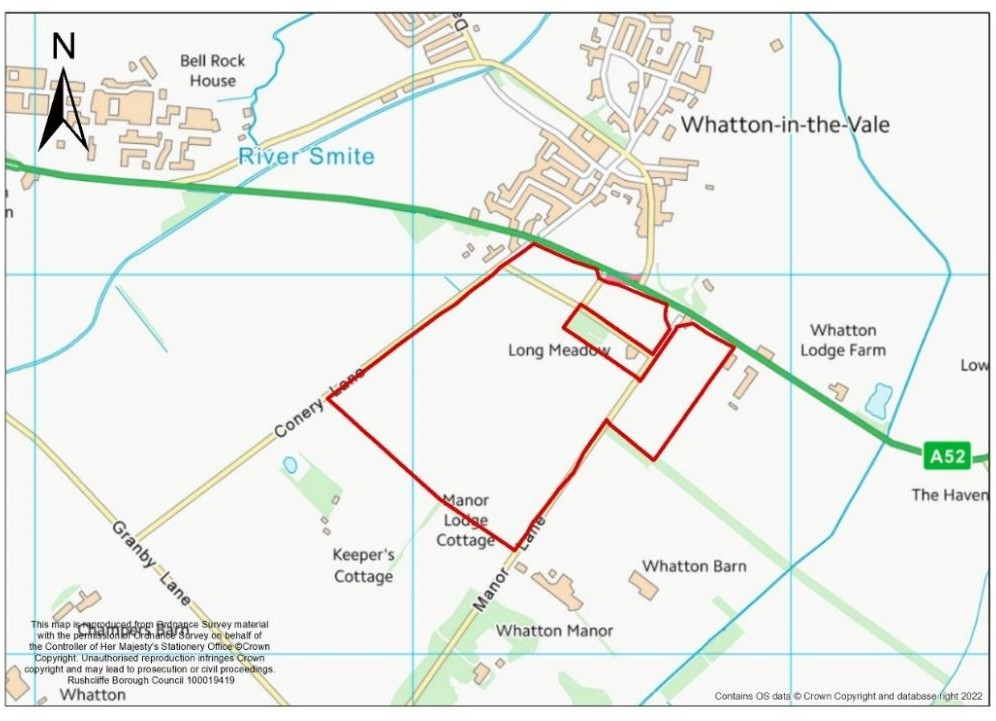 De
N
Bell Rock
House
Whatton-in-the-Vale
River Smite
n
Whatton
Lodge Farm
Long Meadow
Low
Conery Lane
A52
The Haven
Manor
Lodge
Cottage
Granby Lane
Keeper's
Cottage
Manor Lane
Whatton Barn
Chambers Barn
This map is reproduced from Ordnance Survey material
with the permission of Ordnance Survey on behalf of
the Controller of Her Majesty's Stationery Office ©Crown
Copyright. Unauthorised reproduction infringes Crown
copyright and may lead to prosecution or civil proceedings.
Rushcliffe Borough Council 100019419
Whatton Manor
Whatton
Contains OS data © Crown Copyright and database right 2022